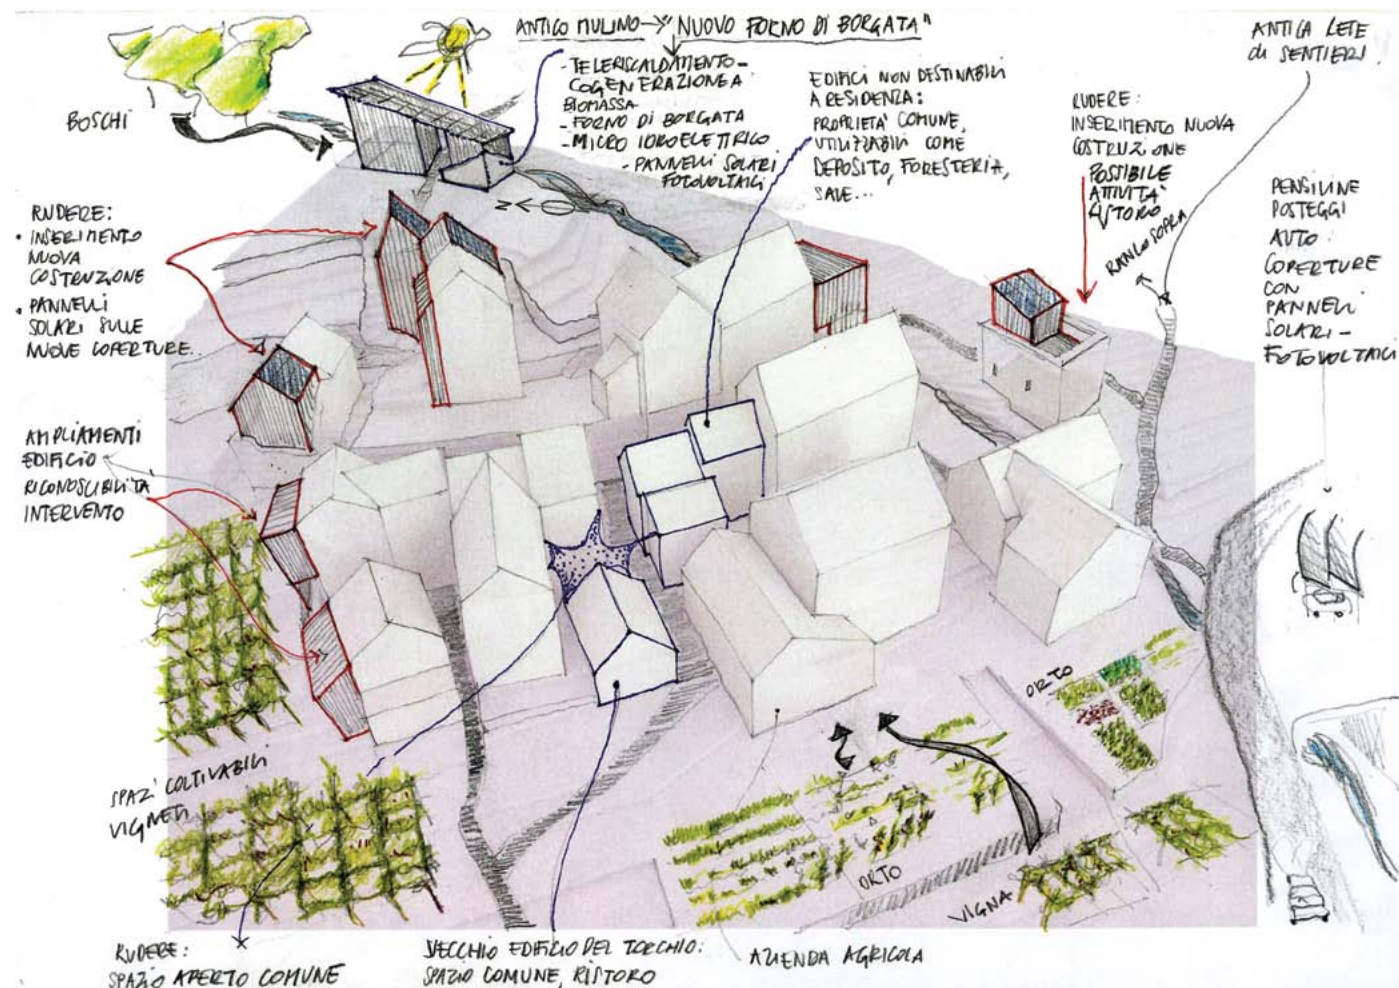 ANTICO MULINO → "NUOVO FORNO DI BORGATA"
- TELERISCALDAMENTO -
COGENERAZIONE A
BIOMASSA
- FORNO DI BORGATA
- MICRO IDROELETTRICO
- PANNELLI SOLARI
FOTOVOLTAICI
EDIFICI NON DESTINABILI
A RESIDENZA:
PROPRIETA' COMUNE,
UTILIZZABILI COME
DEPOSITO, FORESTERIA,
SALE...
ANTICA RETE
di SENTIERI
RUDERE:
INSERIMENTO NUOVA
COSTRUZIONE
POSSIBILE
ATTIVITA'
RISTORO
RANLO SOPRA
PENSILINE
POSTEGGI
AUTO:
COPERTURE
CON
PANNELLI
SOLARI -
FOTOVOLTAICI
BOSCHI
N
RUDERE:
• INSERIMENTO
NUOVA
COSTRUZIONE
• PANNELLI
SOLARI SULLE
NUOVE COPERTURE..
AMPLIAMENTI
EDIFICIO
RICONOSCIBILITA'
INTERVENTO
SPAZI COLTIVABILI
VIGNETI
ORTO
ORTO
VIGNA
RUDERE:
SPAZIO APERTO COMUNE
VECCHIO EDIFICIO DEL TORCHIO:
SPAZIO COMUNE, RISTORO
AZIENDA AGRICOLA